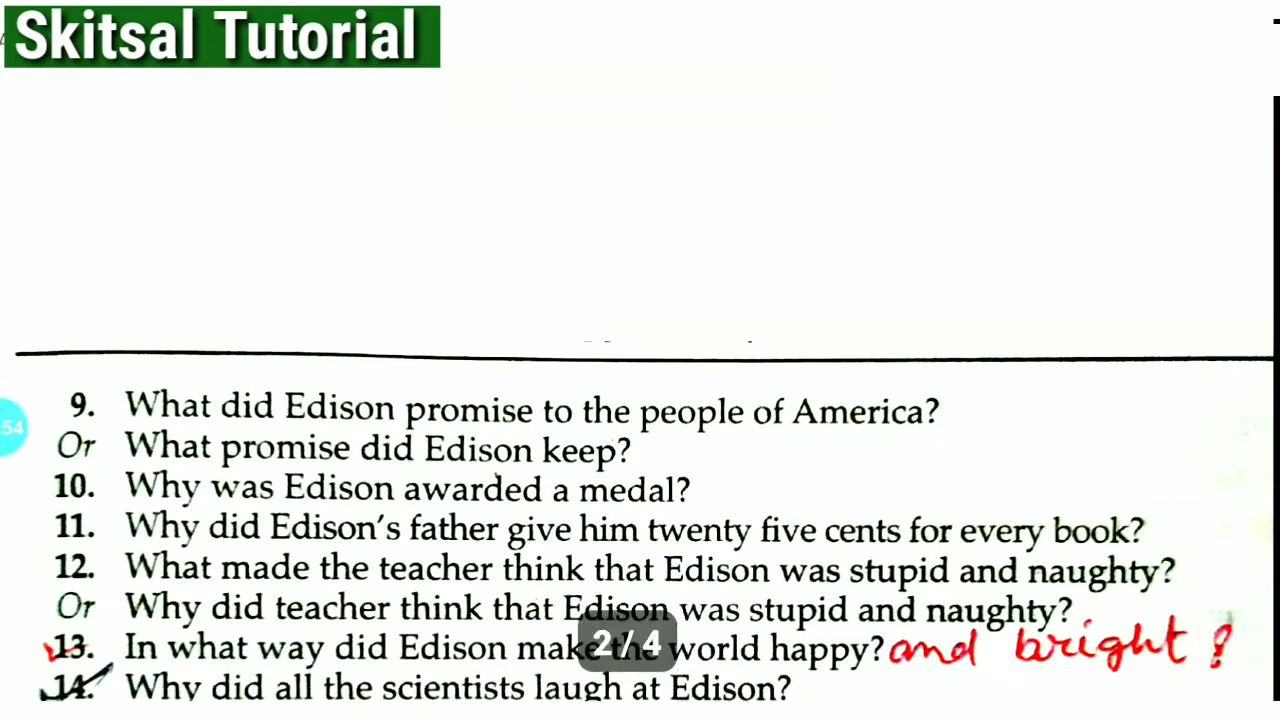 Skitsal Tutorial
9. What did Edison promise to the people of America?
54
Or What promise did Edison keep?
10. Why was Edison awarded a medal?
11. Why did Edison's father give him twenty five cents for every book?
12. What made the teacher think that Edison was stupid and naughty?
Or Why did teacher think that Edison was stupid and naughty?
13. In what way did Edison make the world happy? and bright ?
2/4
14. Why did all the scientists laugh at Edison?